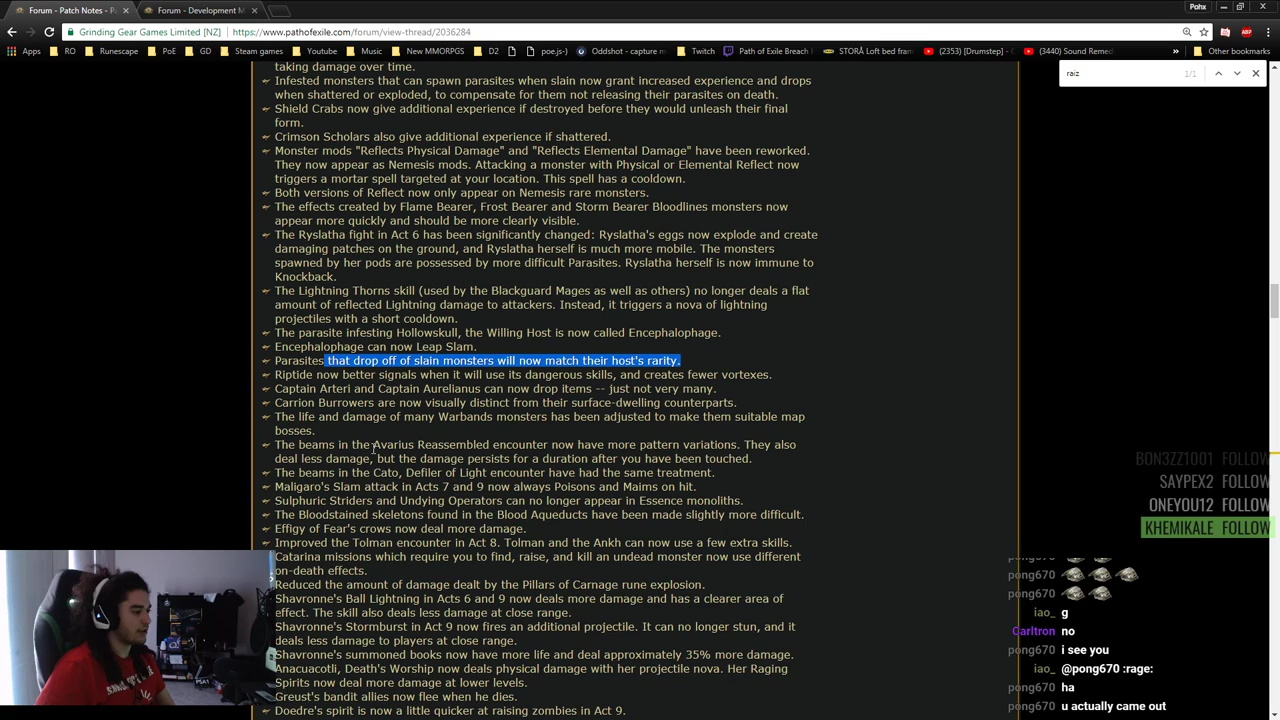 Forum - Patch Notes -
Forum - Development M
Pohx
Grinding Gear Games Limited [NZ]
https://www.pathofexile.com/forum/view-thread/2036284
Apps
RO
Runescape
PoE
GD
Steam games
Youtube
Music
New MMORPGS
D2
poe.js-)
Oddshot - capture m
Twitch
Path of Exile Breach l
STORÅ Loft bed fram
(2353) [Drumstep] -
(3440) Sound Remed
Other bookmarks
raiz
1/1
taking damage over time.
Infested monsters that can spawn parasites when slain now grant increased experience and drops
when shattered or exploded, to compensate for them not releasing their parasites on death.
Shield Crabs now give additional experience if destroyed before they would unleash their final
form.
Crimson Scholars also give additional experience if shattered.
Monster mods "Reflects Physical Damage" and "Reflects Elemental Damage" have been reworked.
They now appear as Nemesis mods. Attacking a monster with Physical or Elemental Reflect now
triggers a mortar spell targeted at your location. This spell has a cooldown.
Both versions of Reflect now only appear on Nemesis rare monsters.
The effects created by Flame Bearer, Frost Bearer and Storm Bearer Bloodlines monsters now
appear more quickly and should be more clearly visible.
The Ryslatha fight in Act 6 has been significantly changed: Ryslatha's eggs now explode and create
damaging patches on the ground, and Ryslatha herself is much more mobile. The monsters
spawned by her pods are possessed by more difficult Parasites. Ryslatha herself is now immune to
Knockback.
The Lightning Thorns skill (used by the Blackguard Mages as well as others) no longer deals a flat
amount of reflected Lightning damage to attackers. Instead, it triggers a nova of lightning
projectiles with a short cooldown.
The parasite infesting Hollowskull, the Willing Host is now called Encephalophage.
Encephalophage can now Leap Slam.
Parasites that drop off of slain monsters will now match their host's rarity.
Riptide now better signals when it will use its dangerous skills, and creates fewer vortexes.
Captain Arteri and Captain Aurelianus can now drop items -- just not very many.
Carrion Burrowers are now visually distinct from their surface-dwelling counterparts.
The life and damage of many Warbands monsters has been adjusted to make them suitable map
bosses.
The beams in the Avarius Reassembled encounter now have more pattern variations. They also
deal less damage, but the damage persists for a duration after you have been touched.
The beams in the Cato, Defiler of Light encounter have had the same treatment.
Maligaro's Slam attack in Acts 7 and 9 now always Poisons and Maims on hit.
Sulphuric Striders and Undying Operators can no longer appear in Essence monoliths.
The Bloodstained skeletons found in the Blood Aqueducts have been made slightly more difficult.
Effigy of Fear's crows now deal more damage.
Improved the Tolman encounter in Act 8. Tolman and the Ankh can now use a few extra skills.
Catarina missions which require you to find, raise, and kill an undead monster now use different
on-death effects.
Reduced the amount of damage dealt by the Pillars of Carnage rune explosion.
Shavronne's Ball Lightning in Acts 6 and 9 now deals more damage and has a clearer area of
effect. The skill also deals less damage at close range.
Shavronne's Stormburst in Act 9 now fires an additional projectile. It can no longer stun, and it
deals less damage to players at close range.
Shavronne's summoned books now have more life and deal approximately 35% more damage.
Anacuacotli, Death's Worship now deals physical damage with her projectile nova. Her Raging
Spirits now deal more damage at lower levels.
Greust's bandit allies now flee when he dies.
Doedre's spirit is now a little quicker at raising zombies in Act 9.
BON3ZZ1001 FOLLOW
SAYPEX2 FOLLOW
ONEYOU12 FOLLOW
KHEMIKALE FOLLOW
pong670
pong670
pong670
iao_ g
Carltron no
i see you
iao_ @pong670 :rage:
ha
u actually came out